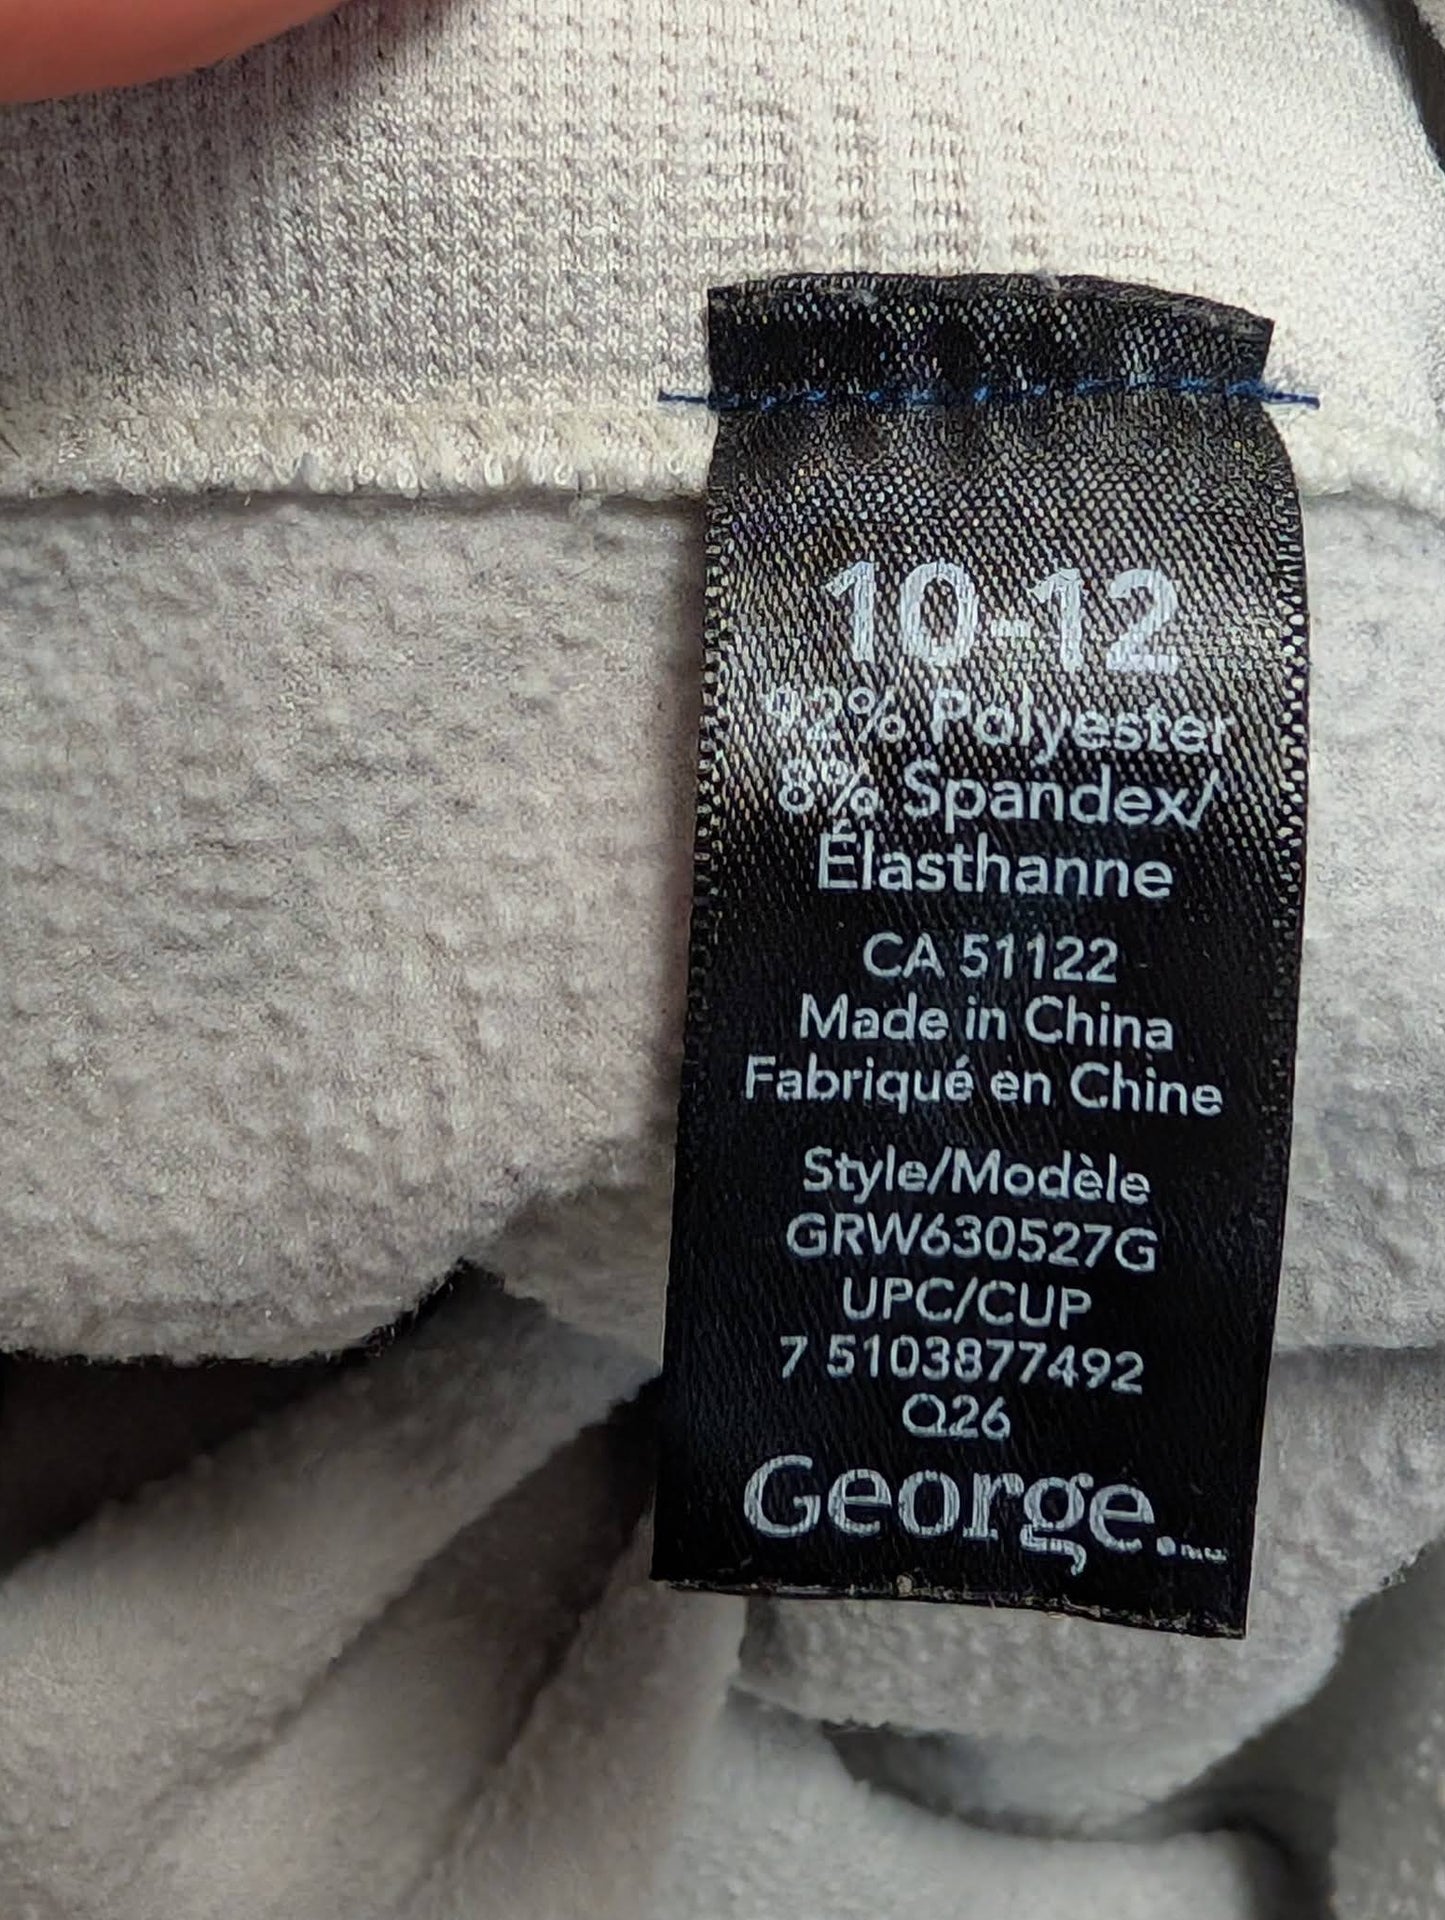 10-12
92% Polyester
8% Spandex/
Élasthanne
CA 51122
Made in China
Fabriqué en Chine
Style/Modèle
GRW630527G
UPC/CUP
7 5103877492
Q26
George.